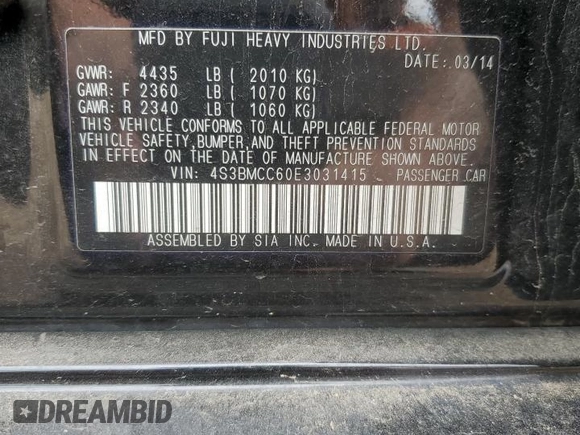 MFD BY FUJI HEAVY INDUSTRIES LTD.
DATE: 03/14
GVWR: 4435 LB ( 2010 KG)
GAWR: F 2360 LB ( 1070 KG)
GAWR: R 2340 LB ( 1060 KG)
THIS VEHICLE CONFORMS TO ALL APPLICABLE FEDERAL MOTOR
VEHICLE SAFETY, BUMPER, AND THEFT PREVENTION STANDARDS
IN EFFECT ON THE DATE OF MANUFACTURE SHOWN ABOVE.
VIN: 4S3BMCC60E3031415 PASSENGER CAR
ASSEMBLED BY SIA INC. MADE IN U.S.A.
DREAMBID